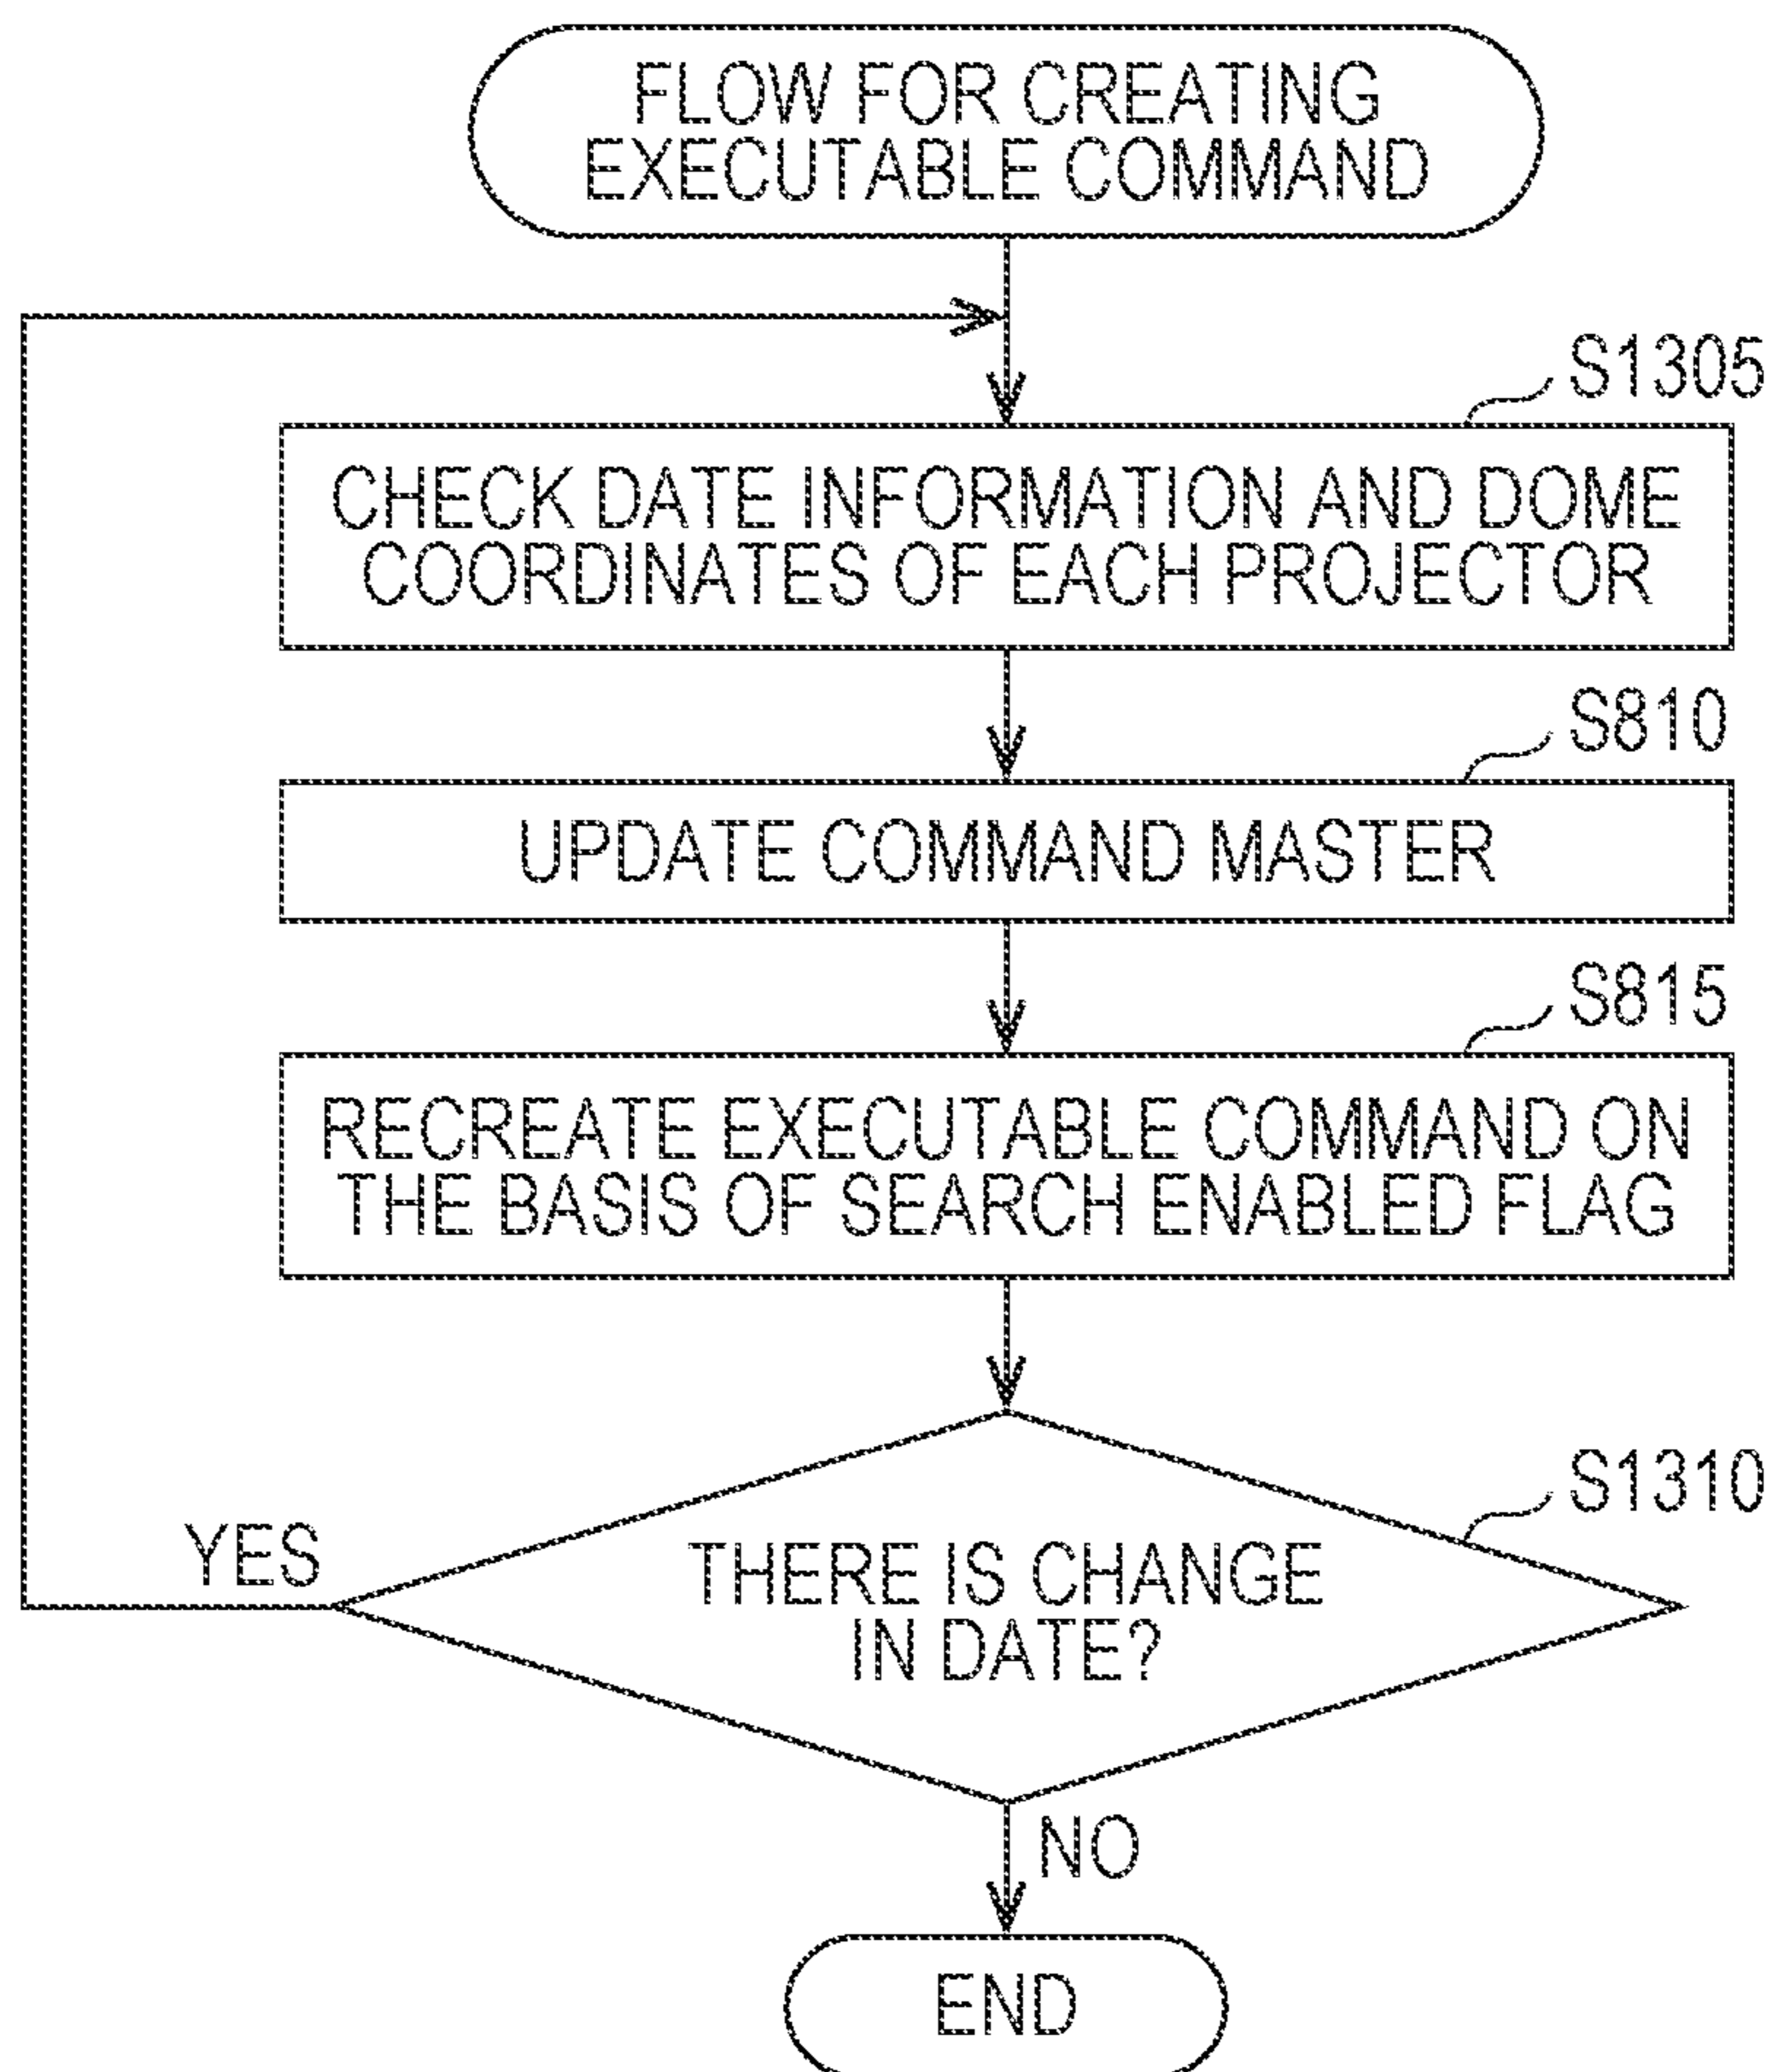 FLOW FOR CREATING
EXECUTABLE COMMAND
S1305
CHECK DATE INFORMATION AND DOME
COORDINATES OF EACH PROJECTOR
S810
UPDATE COMMAND MASTER
S815
RECREATE EXECUTABLE COMMAND ON
THE BASIS OF SEARCH ENABLED FLAG
S1310
YES
THERE IS CHANGE
IN DATE?
NO
END